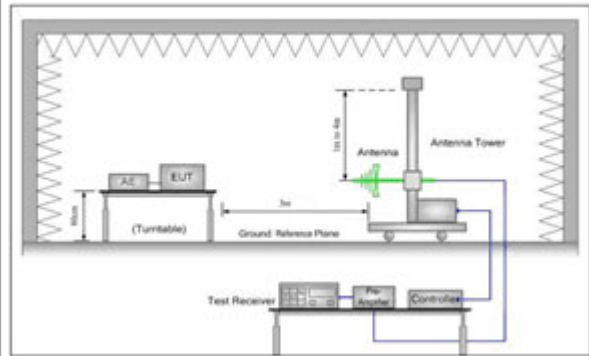 1m to 4m
Antenna
Antenna Tower
AE
EUT
80cm
(Turntable)
3m
Ground Reference Plane
Test Receiver
Pre-
Amplifier
Controller